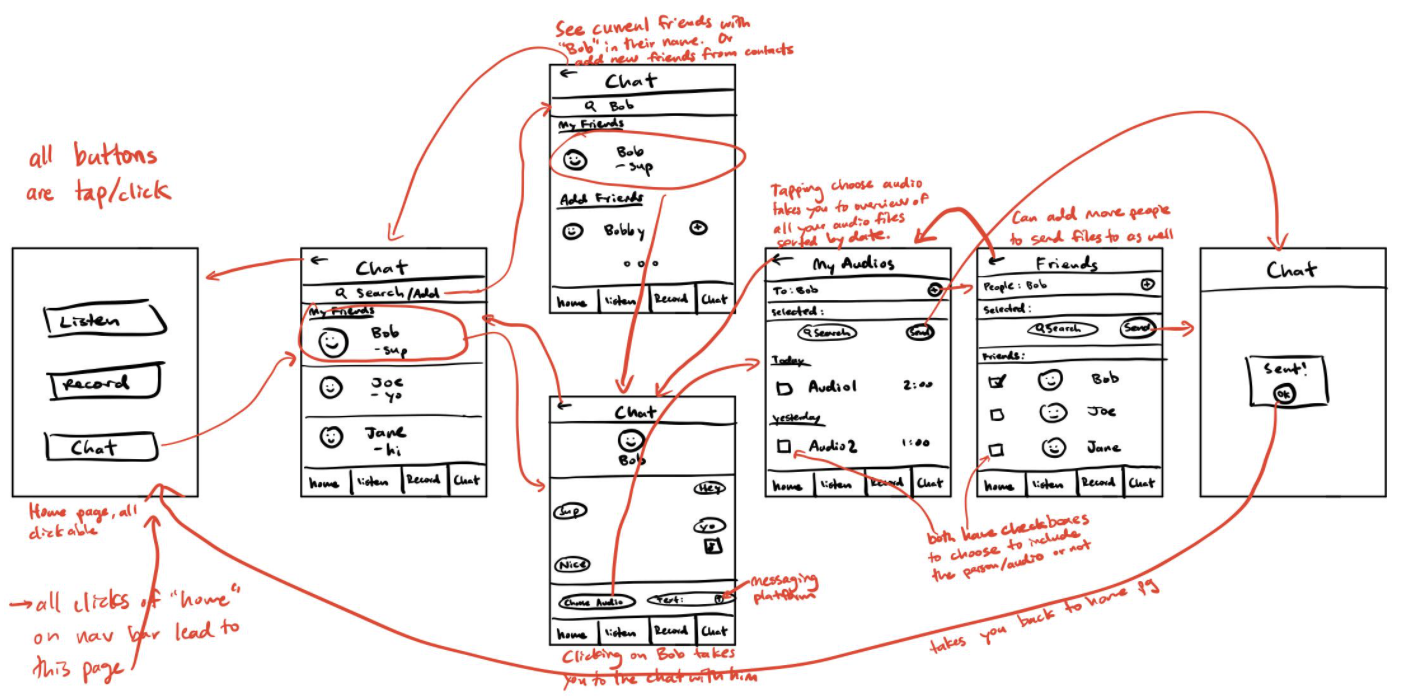 See current friends with
"Bob" in their name. Or
add new friends from contacts
←
Chat
Bob
My Friends
Bob
- sup
Add Friends
Bobby
+
home
listen
Record
Chat
all buttons
are tap/click
Listen
Record
Chat
Home page, all
clickable
→ all clicks of "home"
on nav bar lead to
this page
←
Chat
Search/Add
My Friends
Bob
- sup
Joe
- yo
Jane
- hi
home
listen
Record
Chat
←
Chat
Bob
Hey
Sup
yo
Nice
Choose Audio
Text:
messaging
platform
home
listen
Record
Chat
Clicking on Bob takes
you to the chat with him
Tapping choose audio
takes you to overview of
all your audio files
sorted by date.
←
My Audios
To: Bob
+
Selected:
Search
Send
Today
Audio1 2:00
yesterday
Audio2 1:00
home
listen
Record
Chat
Can add more people
to send files to as well
←
Friends
People: Bob
+
Selected:
Search
Send
Friends:
Bob
Joe
Jane
home
listen
Record
Chat
both have checkboxes
to choose to include
the person/audio or not
Chat
Sent!
OK
takes you back to home pg